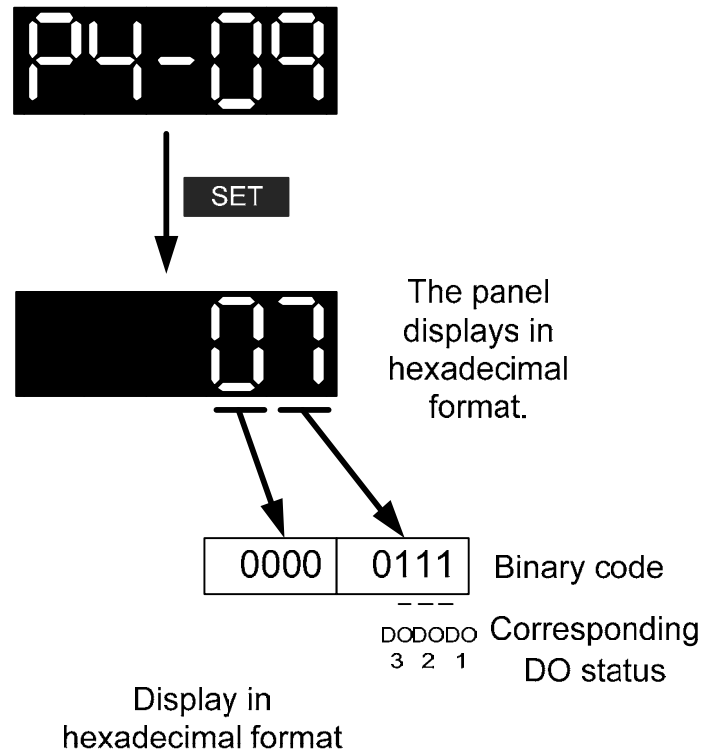 P4-09
SET
07
The panel
displays in
hexadecimal
format.
0000 0111 Binary code
DO DO DO Corresponding
3 2 1 DO status
Display in
hexadecimal format